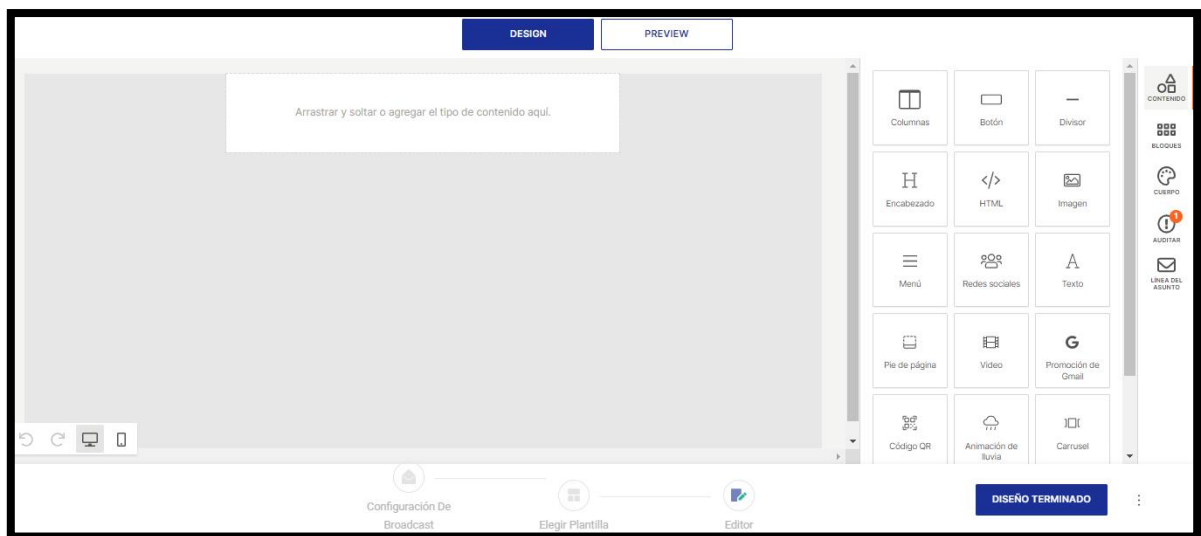 DESIGN
PREVIEW
Arrastrar y soltar o agregar el tipo de contenido aquí.
Columnas
Botón
Divisor
Encabezado
HTML
Imagen
Menú
Redes sociales
Texto
Pie de página
Video
Promoción de
Gmail
Código QR
Animación de
lluvia
Carrusel
CONTENIDO
BLOQUES
CUERPO
1
AUDITAR
LINEA DEL
ASUNTO
Configuración De
Broadcast
Elegir Plantilla
Editor
DISEÑO TERMINADO